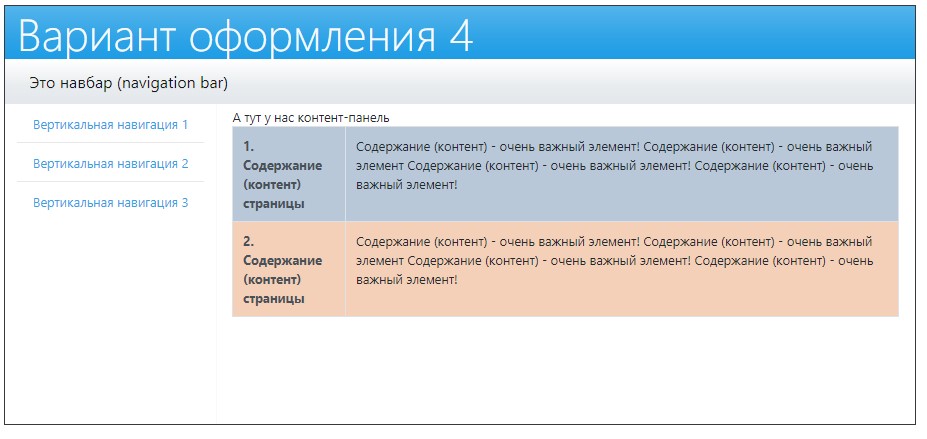 Вариант оформления 4
Это навбар (navigation bar)
Вертикальная навигация 1
Вертикальная навигация 2
Вертикальная навигация 3
А тут у нас контент-панель
1.
Содержание
(контент)
страницы
Содержание (контент) - очень важный элемент! Содержание (контент) - очень важный
элемент Содержание (контент) - очень важный элемент! Содержание (контент) - очень
важный элемент!
2.
Содержание
(контент)
страницы
Содержание (контент) - очень важный элемент! Содержание (контент) - очень важный
элемент Содержание (контент) - очень важный элемент! Содержание (контент) - очень
важный элемент!